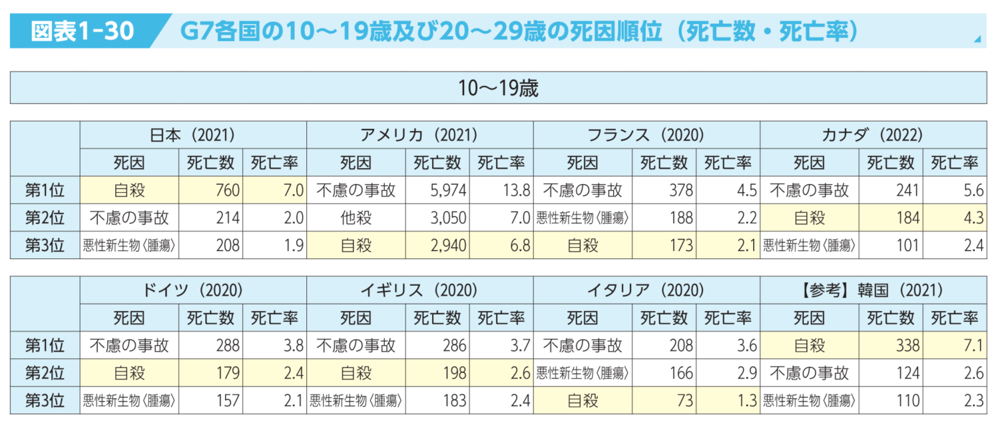 図表1-30 G7各国の10～19歳及び20～29歳の死因順位（死亡数・死亡率）
10～19歳
日本（2021） アメリカ（2021） フランス（2020） カナダ（2022）
死因 死亡数 死亡率 死因 死亡数 死亡率 死因 死亡数 死亡率 死因 死亡数 死亡率
第1位 自殺 760 7.0 不慮の事故 5,974 13.8 不慮の事故 378 4.5 不慮の事故 241 5.6
第2位 不慮の事故 214 2.0 他殺 3,050 7.0 悪性新生物〈腫瘍〉 188 2.2 自殺 184 4.3
第3位 悪性新生物〈腫瘍〉 208 1.9 自殺 2,940 6.8 自殺 173 2.1 悪性新生物〈腫瘍〉 101 2.4
ドイツ（2020） イギリス（2020） イタリア（2020） 【参考】韓国（2021）
死因 死亡数 死亡率 死因 死亡数 死亡率 死因 死亡数 死亡率 死因 死亡数 死亡率
第1位 不慮の事故 288 3.8 不慮の事故 286 3.7 不慮の事故 208 3.6 自殺 338 7.1
第2位 自殺 179 2.4 自殺 198 2.6 悪性新生物〈腫瘍〉 166 2.9 不慮の事故 124 2.6
第3位 悪性新生物〈腫瘍〉 157 2.1 悪性新生物〈腫瘍〉 183 2.4 自殺 73 1.3 悪性新生物〈腫瘍〉 110 2.3